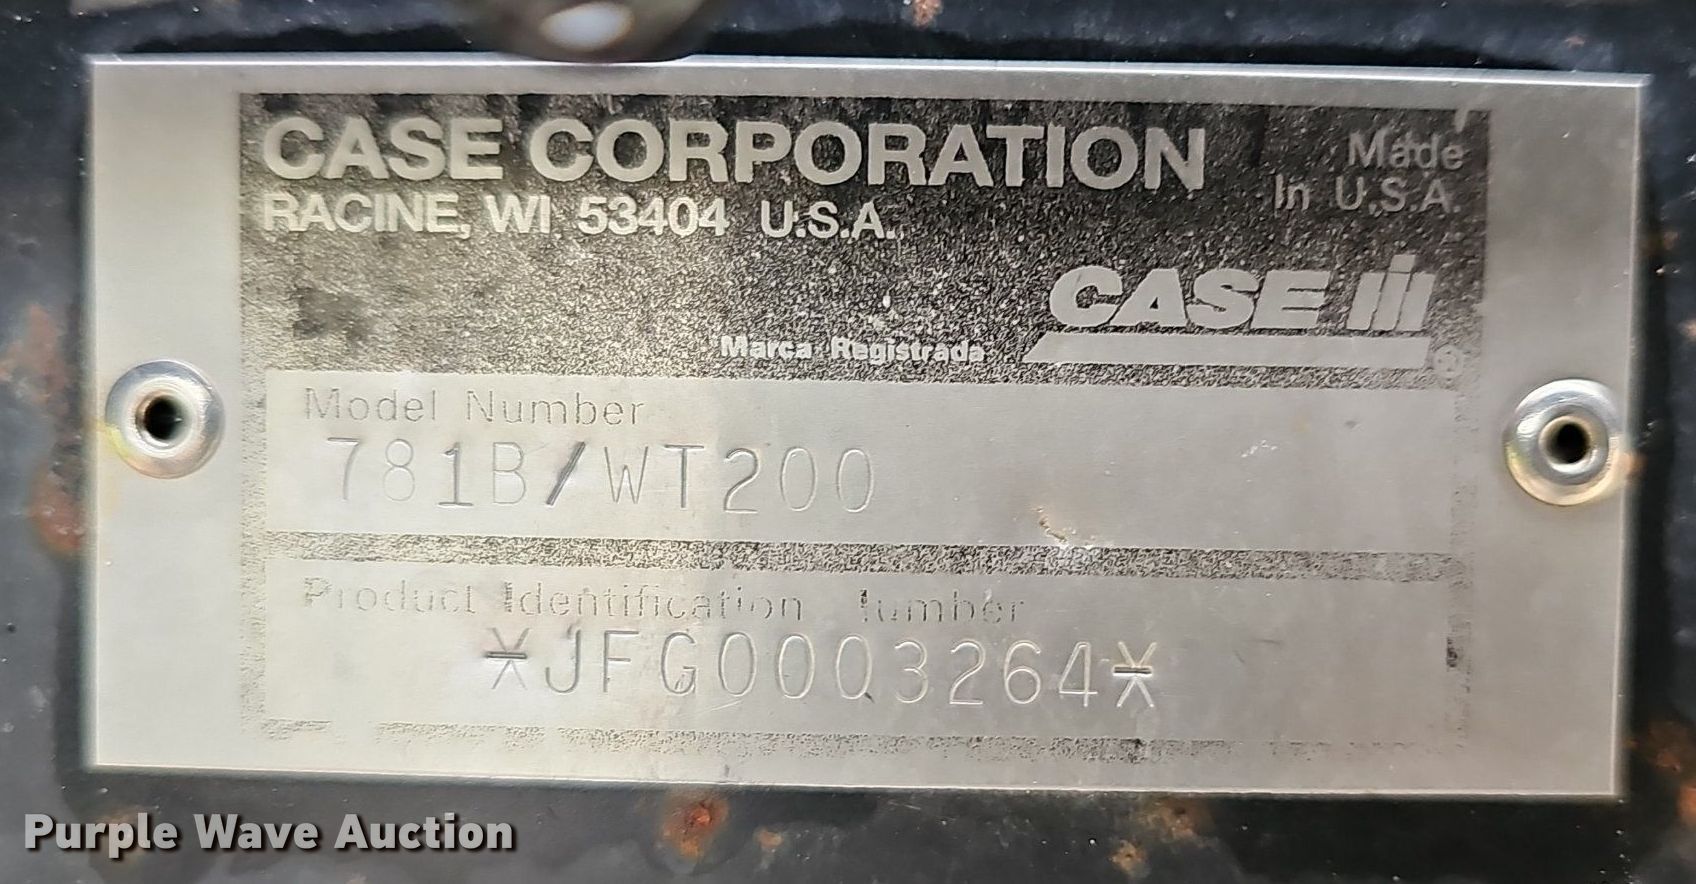 CASE CORPORATION
RACINE, WI 53404 U.S.A.
Made
In U.S.A.
CASE IH
®
Marca Registrada
Model Number
781B/WT200
Product Identification Number
*JFG0003264*
Purple Wave Auction